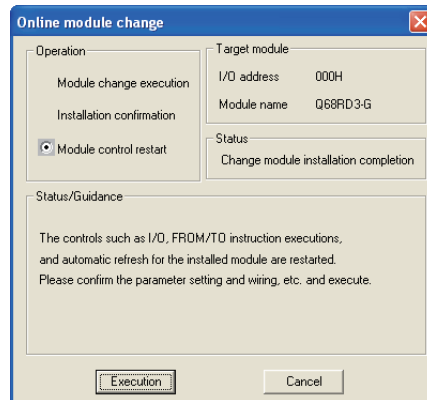 Online module change
Operation
Module change execution
Installation confirmation
Module control restart
Target module
I/O address 000H
Module name Q68RD3-G
Status
Change module installation completion
Status/Guidance
The controls such as I/O, FROM/TO instruction executions,
and automatic refresh for the installed module are restarted.
Please confirm the parameter setting and wiring, etc. and execute.
Execution
Cancel